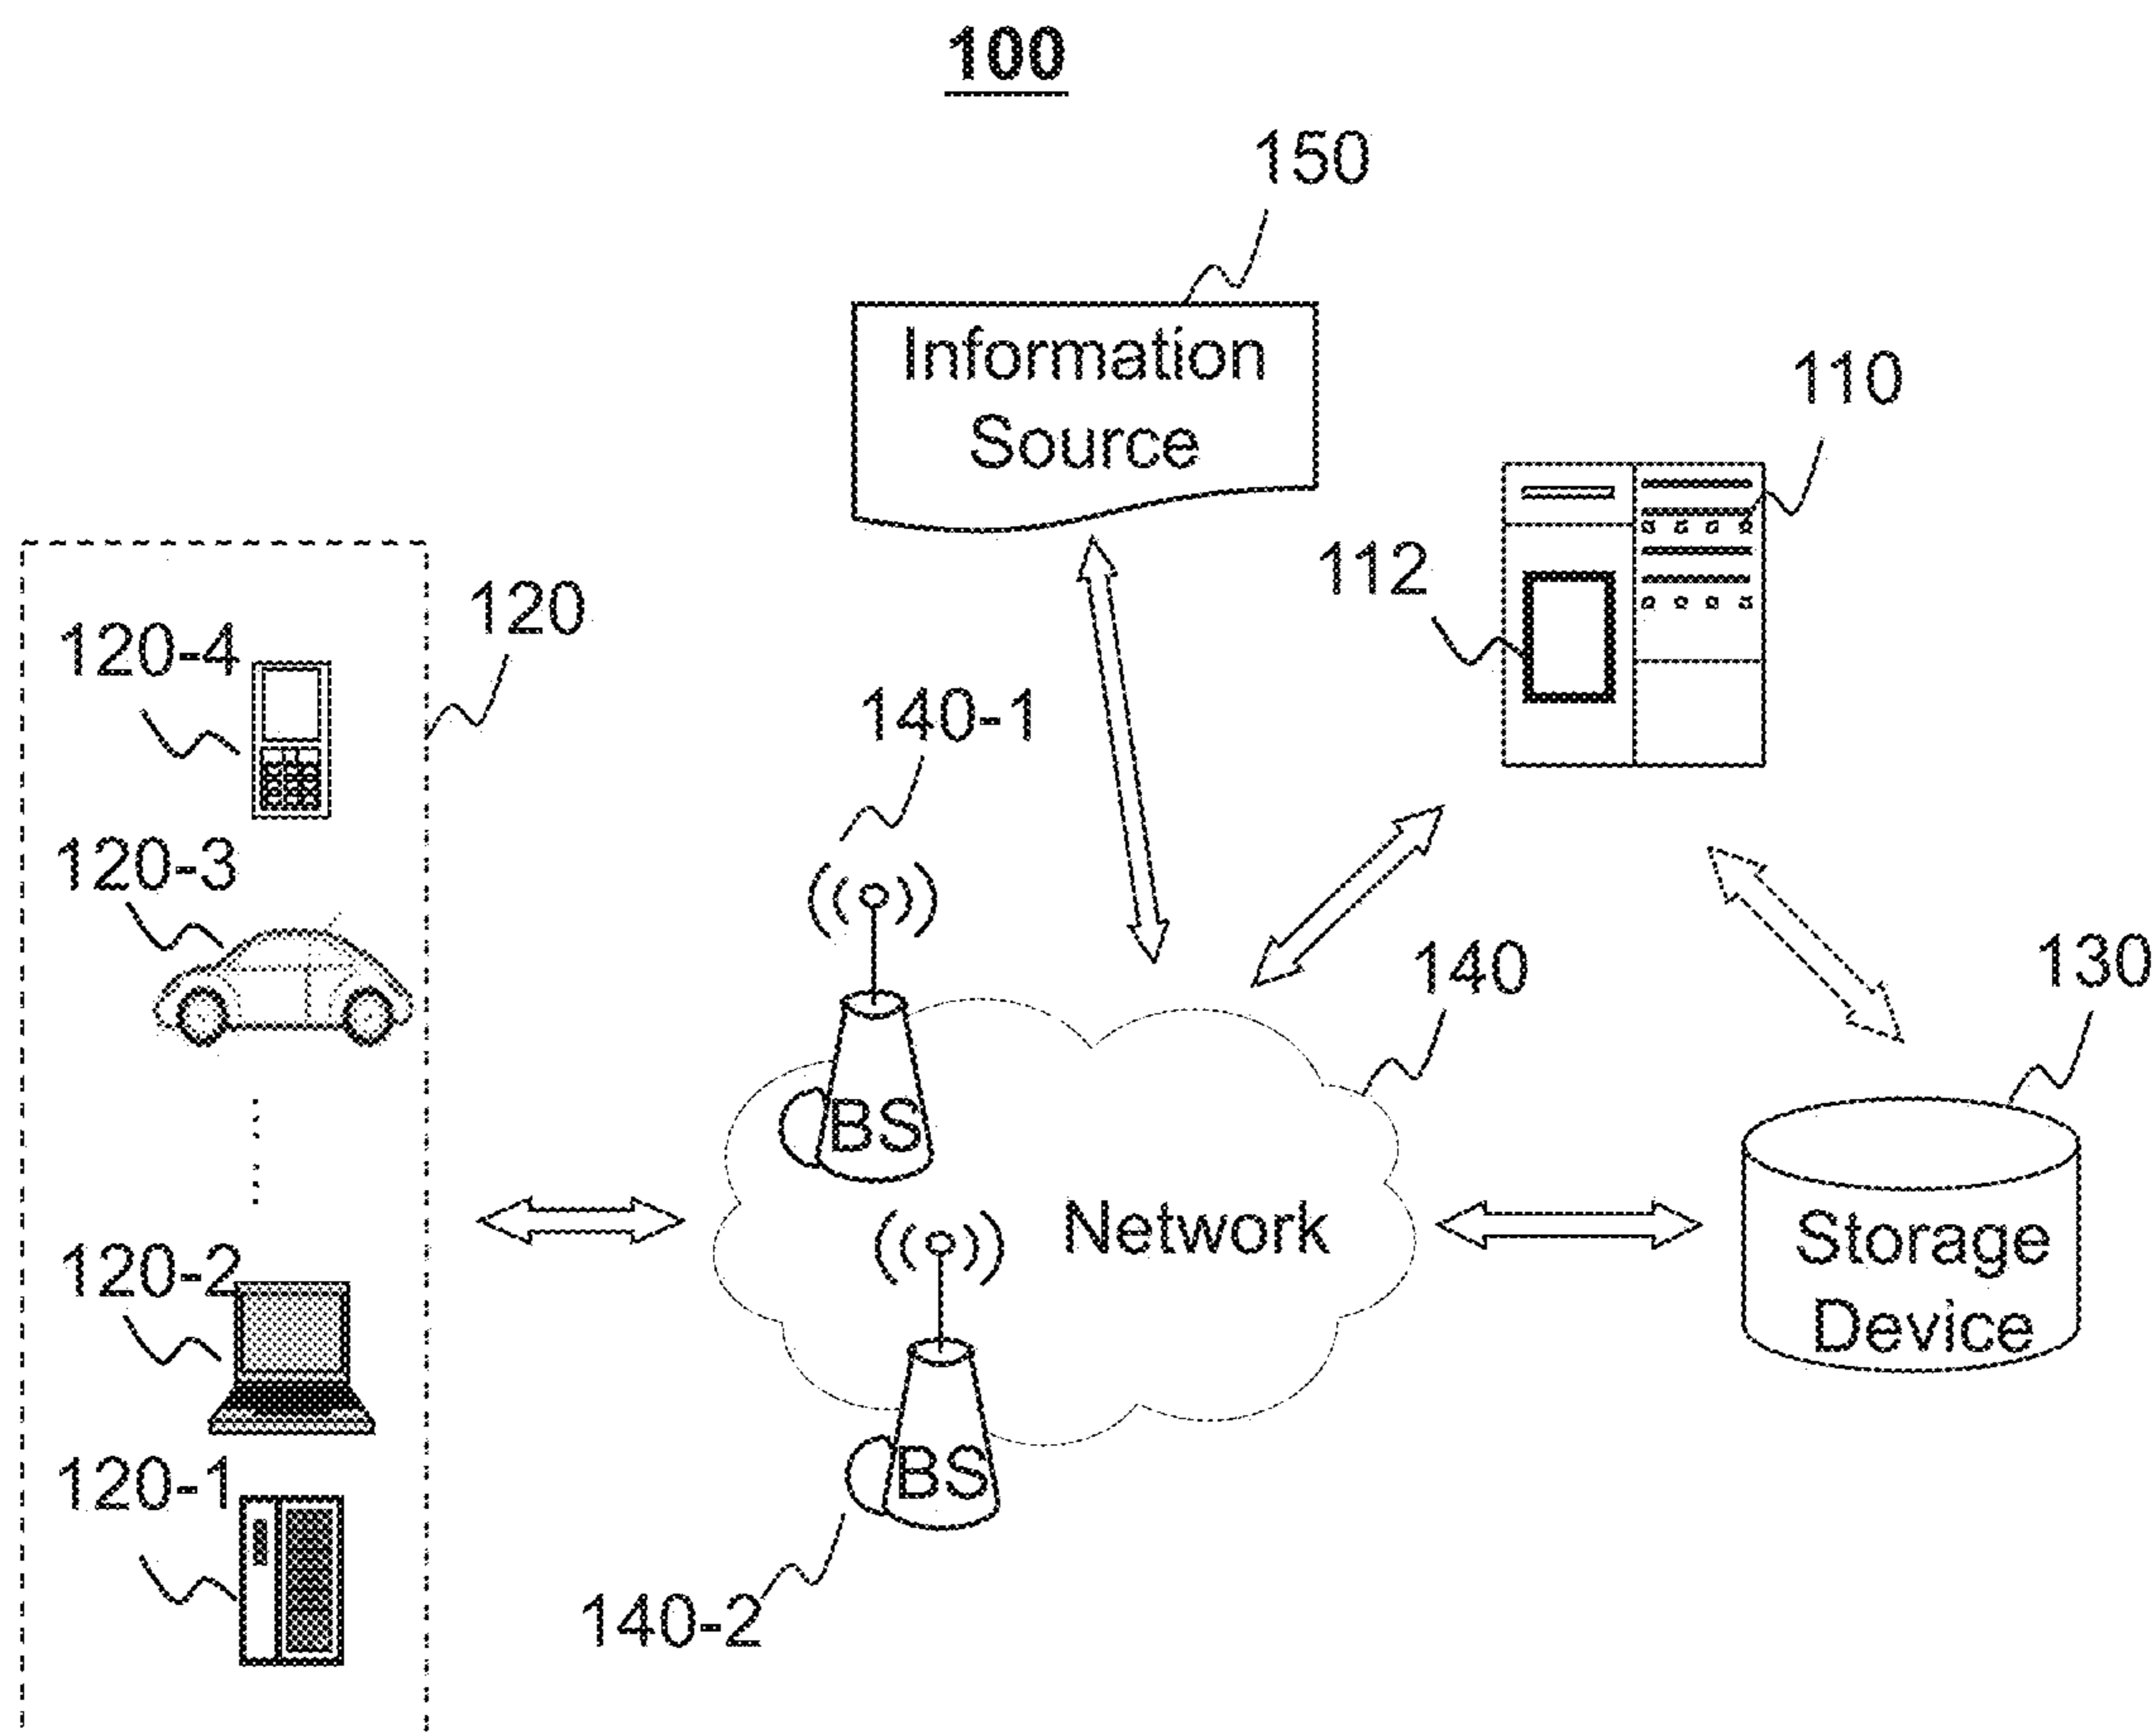 100
150
Information
Source
110
112
120
120-4
140-1
120-3
140
130
BS
Network
Storage
Device
120-2
BS
120-1
140-2